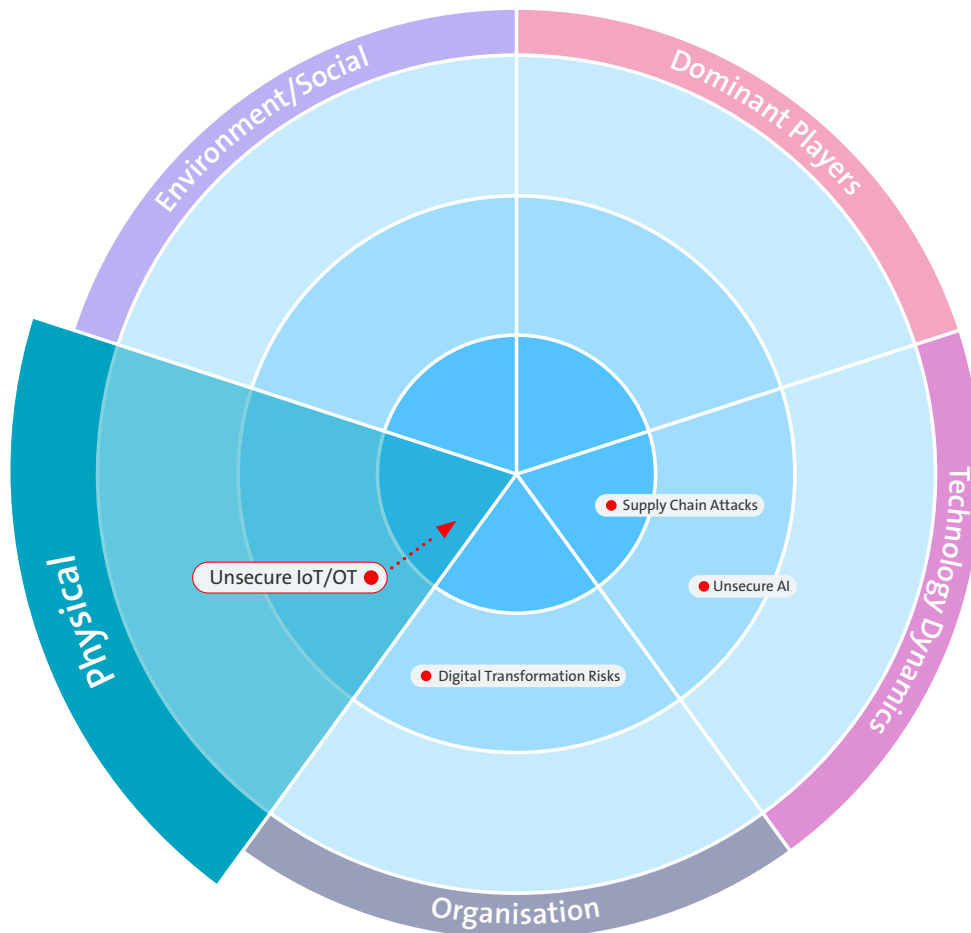 Environment/Social
Dominant Players
Technology Dynamics
Supply Chain Attacks
Unsecure IoT/OT
Unsecure AI
Physical
Digital Transformation Risks
Organisation